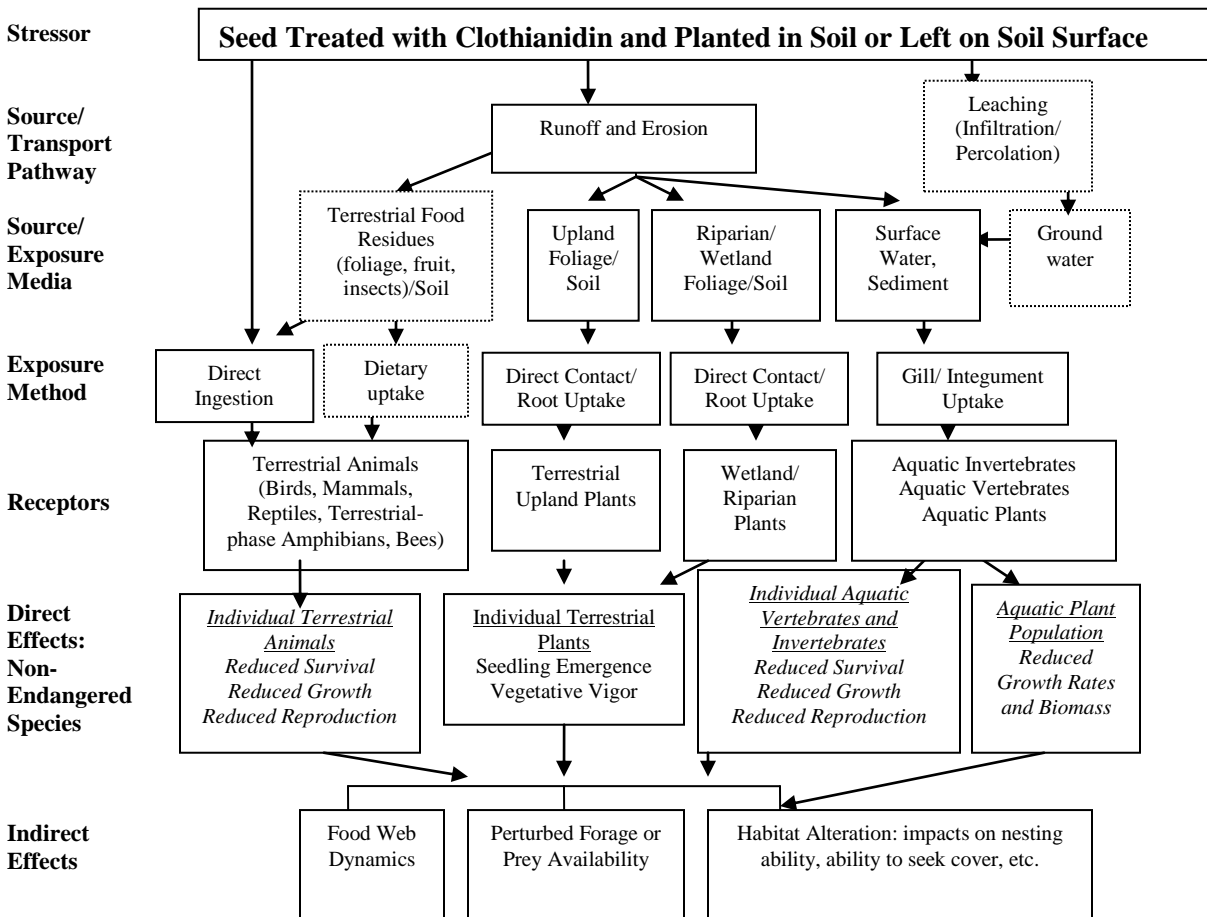 Stressor
Seed Treated with Clothianidin and Planted in Soil or Left on Soil Surface
Source/
Transport
Pathway
Runoff and Erosion
Leaching
(Infiltration/
Percolation)
Source/
Exposure
Media
Terrestrial Food
Residues
(foliage, fruit,
insects)/Soil
Upland
Foliage/
Soil
Riparian/
Wetland
Foliage/Soil
Surface
Water,
Sediment
Ground
water
Exposure
Method
Direct
Ingestion
Dietary
uptake
Direct Contact/
Root Uptake
Direct Contact/
Root Uptake
Gill/ Integument
Uptake
Receptors
Terrestrial Animals
(Birds, Mammals,
Reptiles, Terrestrial-
phase Amphibians, Bees)
Terrestrial
Upland Plants
Wetland/
Riparian
Plants
Aquatic Invertebrates
Aquatic Vertebrates
Aquatic Plants
Direct
Effects:
Non-
Endangered
Species
Individual Terrestrial
Animals
Reduced Survival
Reduced Growth
Reduced Reproduction
Individual Terrestrial
Plants
Seedling Emergence
Vegetative Vigor
Individual Aquatic
Vertebrates and
Invertebrates
Reduced Survival
Reduced Growth
Reduced Reproduction
Aquatic Plant
Population
Reduced
Growth Rates
and Biomass
Indirect
Effects
Food Web
Dynamics
Perturbed Forage or
Prey Availability
Habitat Alteration: impacts on nesting
ability, ability to seek cover, etc.